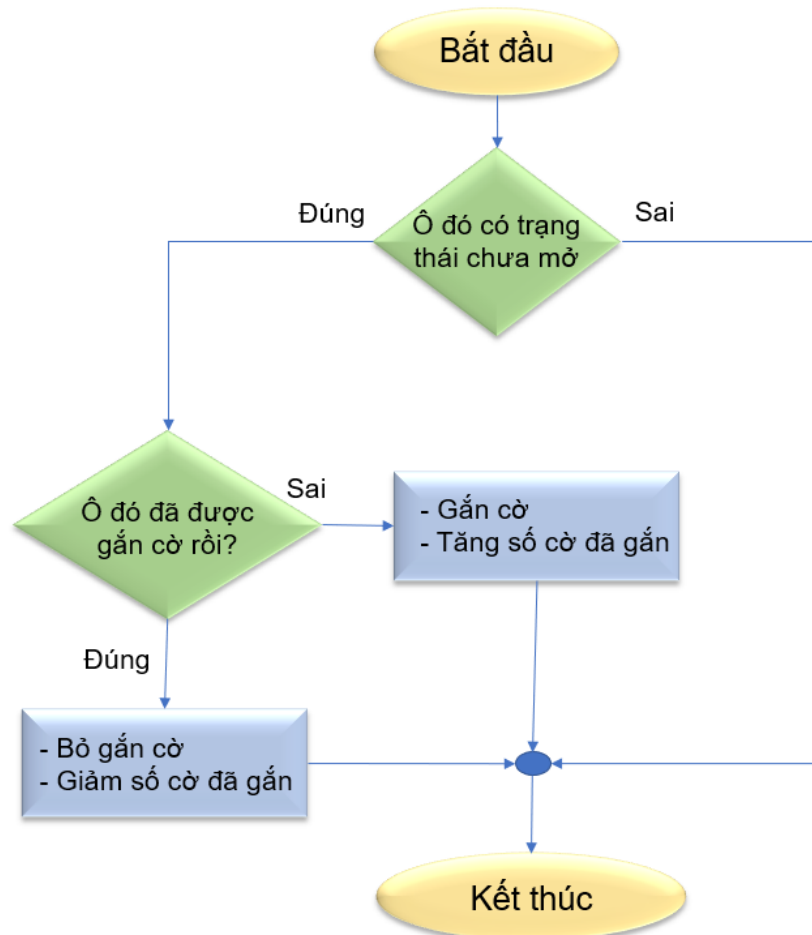 Bắt đầu
Đúng
Sai
Ô đó có trạng
thái chưa mở
Sai
Ô đó đã được
gắn cờ rồi?
- Gắn cờ
- Tăng số cờ đã gắn
Đúng
- Bỏ gắn cờ
- Giảm số cờ đã gắn
Kết thúc